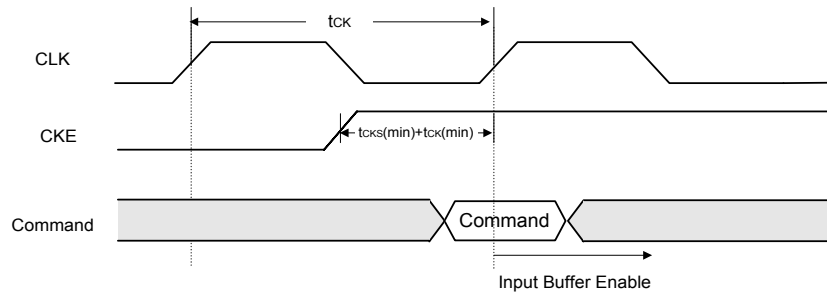 tCK
CLK
CKE
tCKS(min)+tCK(min)
Command
Command
Input Buffer Enable